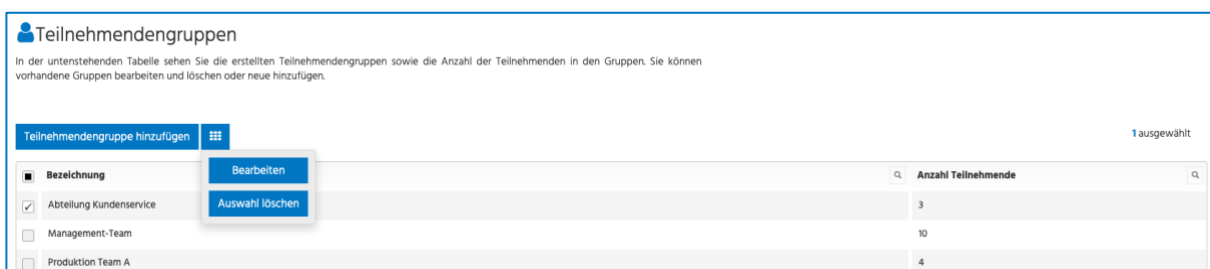 Teilnehmendengruppen
In der untenstehenden Tabelle sehen Sie die erstellten Teilnehmendengruppen sowie die Anzahl der Teilnehmenden in den Gruppen. Sie können
vorhandene Gruppen bearbeiten und löschen oder neue hinzufügen.
Teilnehmendengruppe hinzufügen
1 ausgewählt
Bearbeiten
Auswahl löschen
Bezeichnung Anzahl Teilnehmende
Abteilung Kundenservice 3
Management-Team 10
Produktion Team A 4